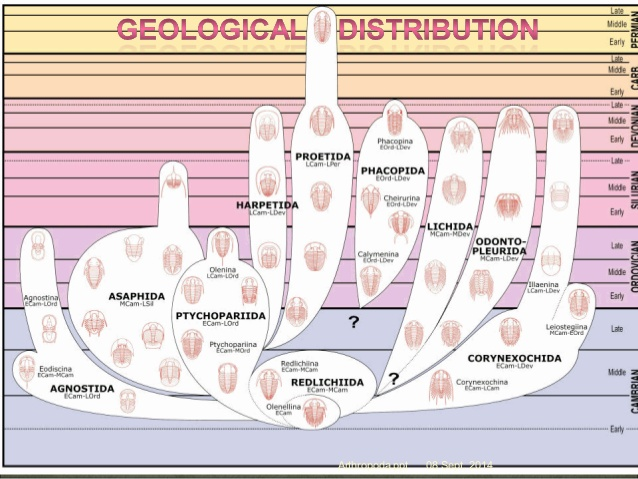 GEOLOGICAL DISTRIBUTION
Late
Middle
Early
PERMIAN
Late
Middle
Early
CARB.
Late
Middle
Early
DEVONIAN
Late
Middle
Early
SILURIAN
Late
Middle
Early
ORDOVICIAN
Late
Middle
Early
CAMBRIAN
PROETIDA
LCam-LPer
Phacopina
EOrd-LDev
PHACOPIDA
EOrd-LDev
Cheirurina
EOrd-LDev
Calymenina
EOrd-LDev
?
HARPETIDA
LCam-LDev
LICHIDA
MCam-MDev
ODONTO-
PLEURIDA
MCam-LDev
Illaenina
LCam-LDev
Leiostegiina
MCam-EOrd
CORYNEXOCHIDA
ECam-LDev
Corynexochina
ECam-LCam
?
Agnostina
ECam-LOrd
Eodiscina
ECam-MCam
AGNOSTIDA
ECam-LOrd
ASAPHIDA
MCam-LSil
Olenina
LCam-LOrd
PTYCHOPARIIDA
ECam-LOrd
Ptychopariina
ECam-MOrd
Redlichiina
ECam-MCam
REDLICHIIDA
ECam-MCam
Olenellina
ECam
Arthropoda.ppt 08 Sept. 2014